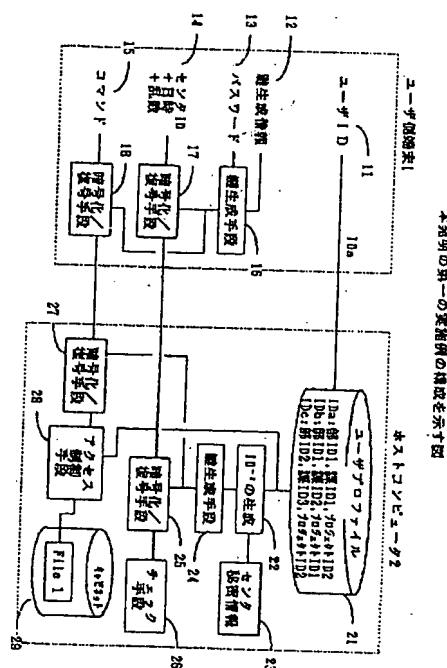 本発明の第一の実施例の構成を示す図
ユーザ側端末1
ホストコンピュータ2
ユーザID
11
IDa
ユーザプロファイル
IDa:部ID1,課ID1,プロジェクトID2
IDb:部ID1,課ID2,プロジェクトID1
IDc:部ID2,課ID3,プロジェクトID2
21
12
鍵生成情報
13
パスワード
鍵生成手段
16
14
センタID
+日時
+乱数
暗号化/
復号手段
17
15
コマンド
暗号化/
復号手段
18
の生成
22
センタ
秘密情報
23
鍵生成手段
24
暗号化/
復号手段
25
チェック
手段
26
27
暗号化/
復号手段
28
アクセス
制御手段
File 1
29